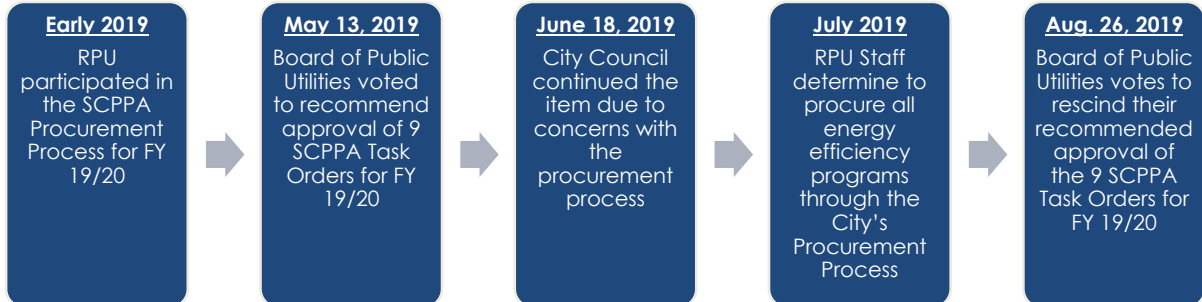 Early 2019
RPU
participated in
the SCPPA
Procurement
Process for FY
19/20
May 13, 2019
Board of Public
Utilities voted
to recommend
approval of 9
SCPPA Task
Orders for FY
19/20
June 18, 2019
City Council
continued the
item due to
concerns with
the
procurement
process
July 2019
RPU Staff
determine to
procure all
energy
efficiency
programs
through the
City’s
Procurement
Process
Aug. 26, 2019
Board of Public
Utilities votes to
rescind their
recommended
approval of
the 9 SCPPA
Task Orders for
FY 19/20